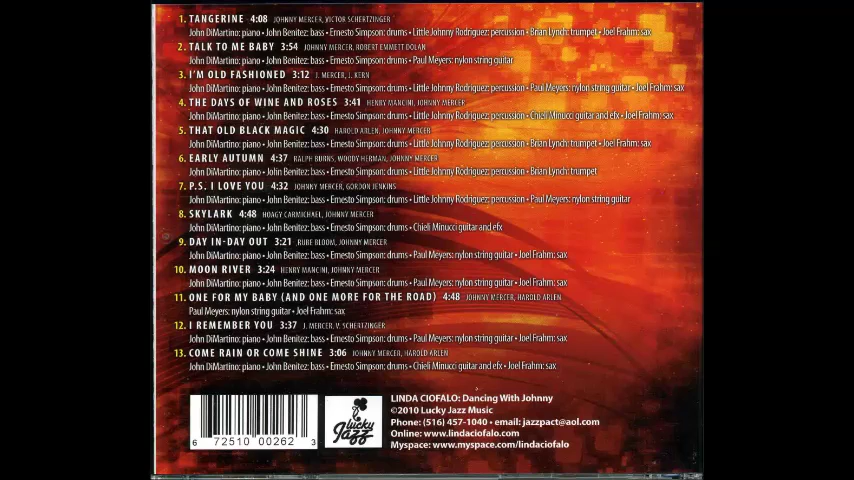 1. TANGERINE 4:08 JOHNNY MERCER, VICTOR SCHERTZINGER
John DiMartino: piano • John Benitez: bass • Ernesto Simpson: drums • Little Johnny Rodriguez: percussion • Brian Lynch: trumpet • Joel Frahm: sax
2. TALK TO ME BABY 3:54 JOHNNY MERCER, ROBERT EMMETT DOLAN
John DiMartino: piano • John Benitez: bass • Ernesto Simpson: drums • Paul Meyers: nylon string guitar
3. I'M OLD FASHIONED 3:12 J. MERCER, J. KERN
John DiMartino: piano • John Benitez: bass • Ernesto Simpson: drums • Little Johnny Rodriguez: percussion • Paul Meyers: nylon string guitar • Joel Frahm: sax
4. THE DAYS OF WINE AND ROSES 3:41 HENRY MANCINI, JOHNNY MERCER
John DiMartino: piano • John Benitez: bass • Ernesto Simpson: drums • Little Johnny Rodriguez: percussion • Chieli Minucci guitar and efx • Joel Frahm: sax
5. THAT OLD BLACK MAGIC 4:30 HAROLD ARLEN, JOHNNY MERCER
John DiMartino: piano • John Benitez: bass • Ernesto Simpson: drums • Little Johnny Rodriguez: percussion • Brian Lynch: trumpet • Joel Frahm: sax
6. EARLY AUTUMN 4:37 RALPH BURNS, WOODY HERMAN, JOHNNY MERCER
John DiMartino: piano • John Benitez: bass • Ernesto Simpson: drums • Little Johnny Rodriguez: percussion • Brian Lynch: trumpet
7. P.S. I LOVE YOU 4:32 JOHNNY MERCER, GORDON JENKINS
John DiMartino: piano • John Benitez: bass • Ernesto Simpson: drums • Little Johnny Rodriguez: percussion • Paul Meyers: nylon string guitar
8. SKYLARK 4:48 HOAGY CARMICHAEL, JOHNNY MERCER
John DiMartino: piano • John Benitez: bass • Ernesto Simpson: drums • Chieli Minucci guitar and efx
9. DAY IN-DAY OUT 3:21 RUBE BLOOM, JOHNNY MERCER
John DiMartino: piano • John Benitez: bass • Ernesto Simpson: drums • Paul Meyers: nylon string guitar • Joel Frahm: sax
10. MOON RIVER 3:24 HENRY MANCINI, JOHNNY MERCER
John DiMartino: piano • John Benitez: bass • Ernesto Simpson: drums • Paul Meyers: nylon string guitar • Joel Frahm: sax
11. ONE FOR MY BABY (AND ONE MORE FOR THE ROAD) 4:48 JOHNNY MERCER, HAROLD ARLEN
Paul Meyers: nylon string guitar • Joel Frahm: sax
12. I REMEMBER YOU 3:37 J. MERCER, V. SCHERTZINGER
John DiMartino: piano • John Benitez: bass • Ernesto Simpson: drums • Paul Meyers: nylon string guitar • Joel Frahm: sax
13. COME RAIN OR COME SHINE 3:06 JOHNNY MERCER, HAROLD ARLEN
John DiMartino: piano • John Benitez: bass • Ernesto Simpson: drums • Chieli Minucci guitar and efx • Joel Frahm: sax
6 72510 00262 3
lucky
Jazz
LINDA CIOFALO: Dancing With Johnny
©2010 Lucky Jazz Music
Phone: (516) 457-1040 • email: jazzpact@aol.com
Online: www.lindaciofalo.com
Myspace: www.myspace.com/lindaciofalo